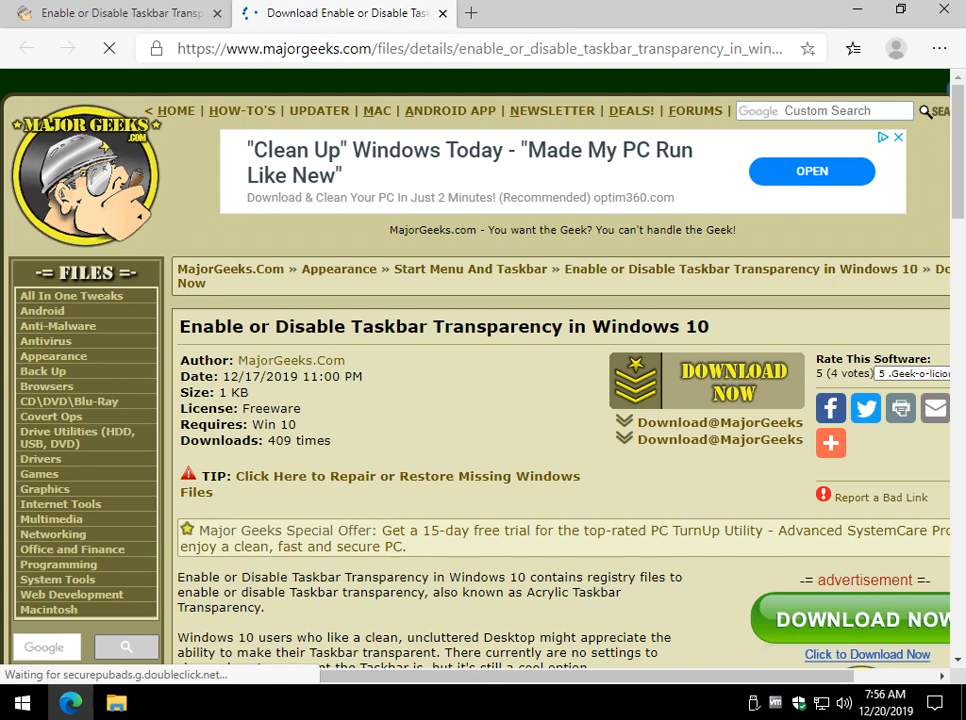 Enable or Disable Taskbar Transp
Download Enable or Disable Tas
https://www.majorgeeks.com/files/details/enable_or_disable_taskbar_transparency_in_win...
< HOME | HOW-TO'S | UPDATER | MAC | ANDROID APP | NEWSLETTER | DEALS! | FORUMS
Google Custom Search
SEA
MAJOR GEEKS
.COM
"Clean Up" Windows Today - "Made My PC Run
Like New"
Download & Clean Your PC In Just 2 Minutes! (Recommended) optim360.com
OPEN
MajorGeeks.com - You want the Geek? You can't handle the Geek!
-= FILES =-
All In One Tweaks
Android
Anti-Malware
Antivirus
Appearance
Back Up
Browsers
CD\DVD\Blu-Ray
Covert Ops
Drive Utilities (HDD,
USB, DVD)
Drivers
Games
Graphics
Internet Tools
Multimedia
Networking
Office and Finance
Programming
System Tools
Web Development
Macintosh
Google
MajorGeeks.Com » Appearance » Start Menu And Taskbar » Enable or Disable Taskbar Transparency in Windows 10 » Do
Now
Enable or Disable Taskbar Transparency in Windows 10
Author: MajorGeeks.Com
Date: 12/17/2019 11:00 PM
Size: 1 KB
License: Freeware
Requires: Win 10
Downloads: 409 times
DOWNLOAD
NOW
Download@MajorGeeks
Download@MajorGeeks
Rate This Software:
5 (4 votes) 5 .Geek-o-liciou
Report a Bad Link
TIP: Click Here to Repair or Restore Missing Windows
Files
Major Geeks Special Offer: Get a 15-day free trial for the top-rated PC TurnUp Utility - Advanced SystemCare Pro
enjoy a clean, fast and secure PC.
Enable or Disable Taskbar Transparency in Windows 10 contains registry files to
enable or disable Taskbar transparency, also known as Acrylic Taskbar
Transparency.
Windows 10 users who like a clean, uncluttered Desktop might appreciate the
ability to make their Taskbar transparent. There currently are no settings to
-= advertisement =-
DOWNLOAD NOW
Click to Download Now
Waiting for securepubads.g.doubleclick.net...
7:56 AM
12/20/2019